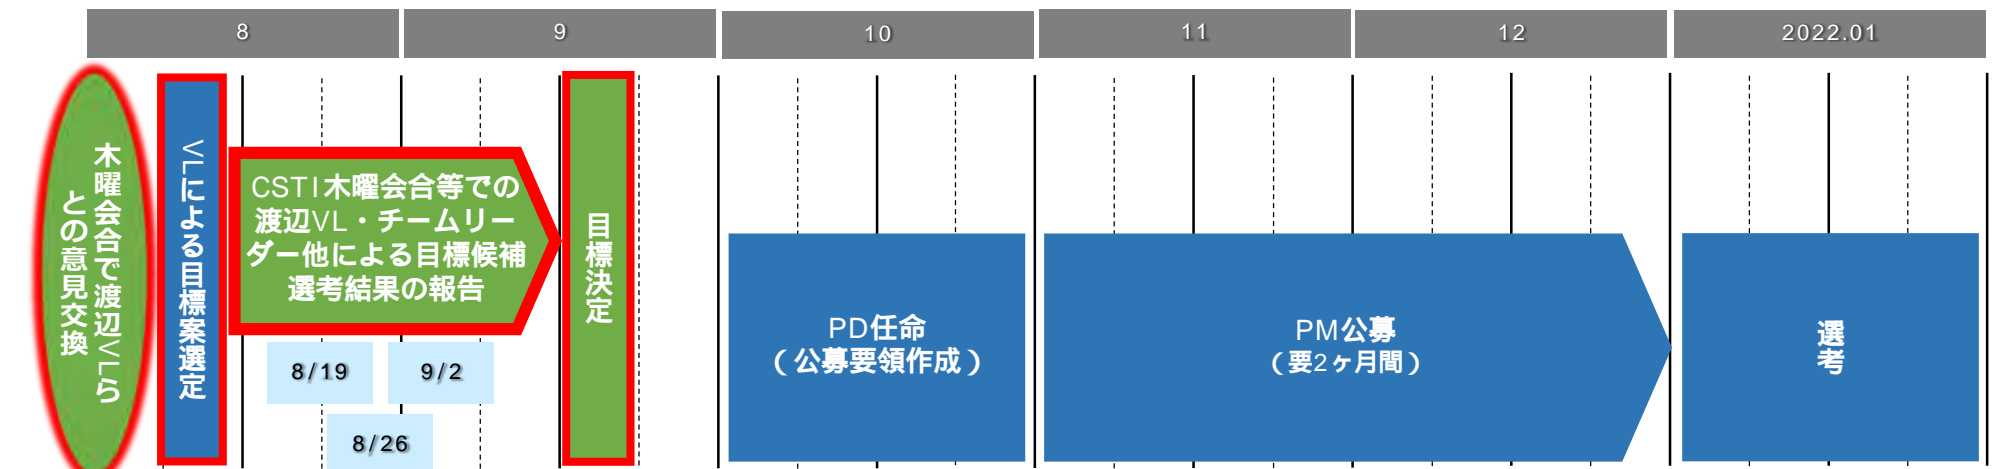 8
9
10
11
12
2022.01
木曜会合で渡辺VLら
との意見交換
VLによる目標案選定
CSTI木曜会合等での
渡辺VL・チームリー
ダー他による目標候補
選考結果の報告
8/19
9/2
8/26
目標決定
PD任命
（公募要領作成）
PM公募
（要2ヶ月間）
選考